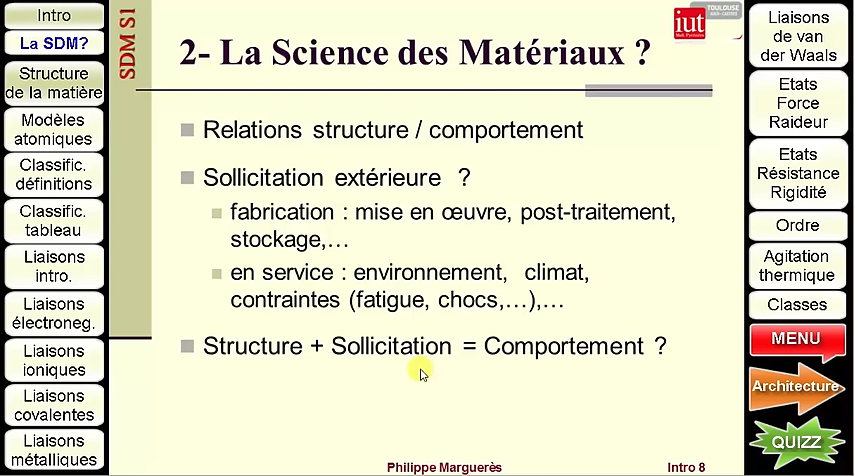 Intro
La SDM?
Structure
de la matière
Modèles
atomiques
Classific.
définitions
Classific.
tableau
Liaisons
intro.
Liaisons
électroneg.
Liaisons
ioniques
Liaisons
covalentes
Liaisons
métalliques
SDM S1
iut
TOULOUSE
2- La Science des Matériaux ?
Relations structure / comportement
Sollicitation extérieure ?
fabrication : mise en œuvre, post-traitement,
stockage,…
en service : environnement, climat,
contraintes (fatigue, chocs,…),…
Structure + Sollicitation = Comportement ?
Philippe Marguerès
Intro 8
Liaisons
de van
der Waals
Etats
Force
Raideur
Etats
Résistance
Rigidité
Ordre
Agitation
thermique
Classes
MENU
Architecture
QUIZZ